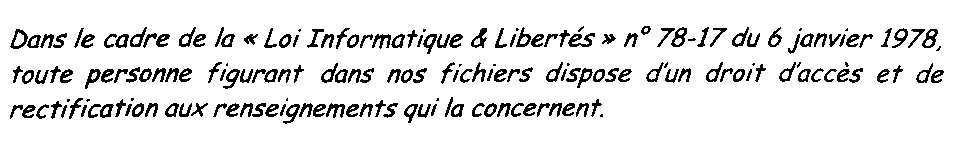 Dans le cadre de la « Loi Informatique & Libertés » n° 78-17 du 6 janvier 1978,
toute personne figurant dans nos fichiers dispose d'un droit d'accès et de
rectification aux renseignements qui la concernent.